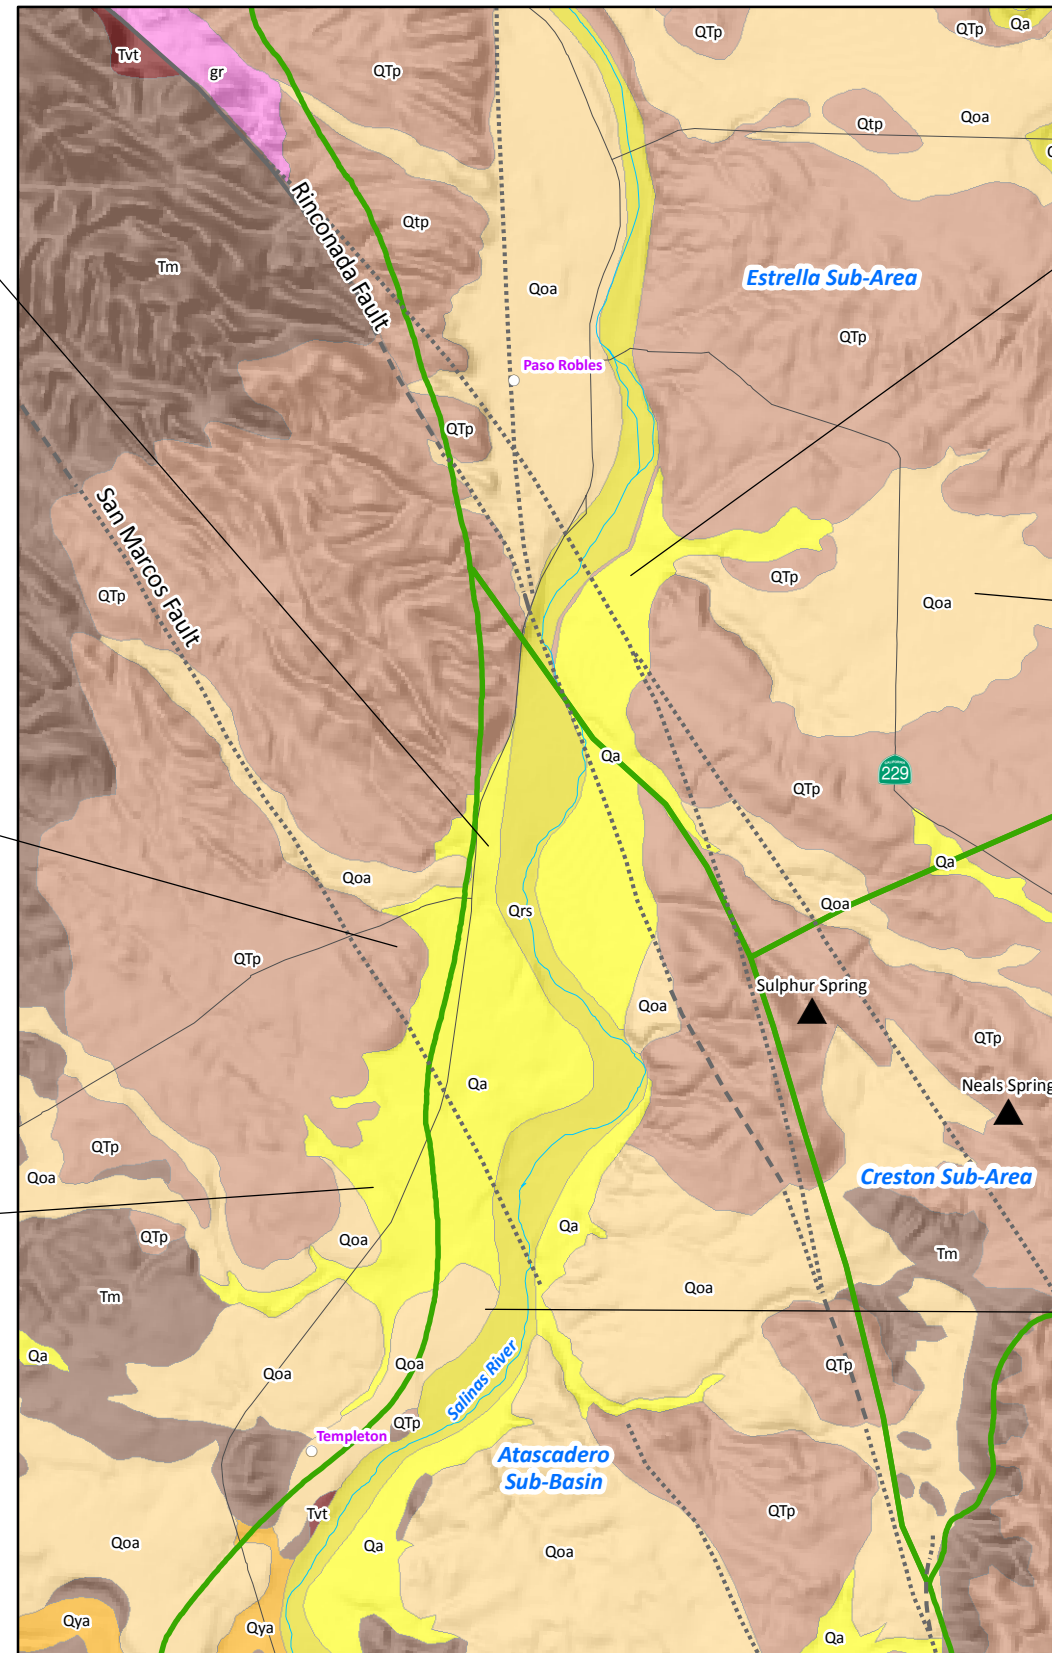 QTp
QTp
Qa
Tvt
gr
QTp
Qoa
Qtp
Rinconada Fault
Qtp
Tm
Estrella Sub-Area
Qoa
QTp
Paso Robles
QTp
San Marcos Fault
QTp
QTp
Qoa
Qa
229
QTp
Qa
Qoa
Qoa
Qrs
QTp
Sulphur Spring
Qoa
QTp
Qa
Neals Spring
QTp
Qoa
Creston Sub-Area
Qa
QTp
Qoa
Tm
Qoa
Tm
Qa
Qoa
Qoa
QTp
Salinas River
QTp
Templeton
Atascadero
Sub-Basin
Tvt
QTp
Qoa
Qa
Qoa
Qya
Qya
Qa